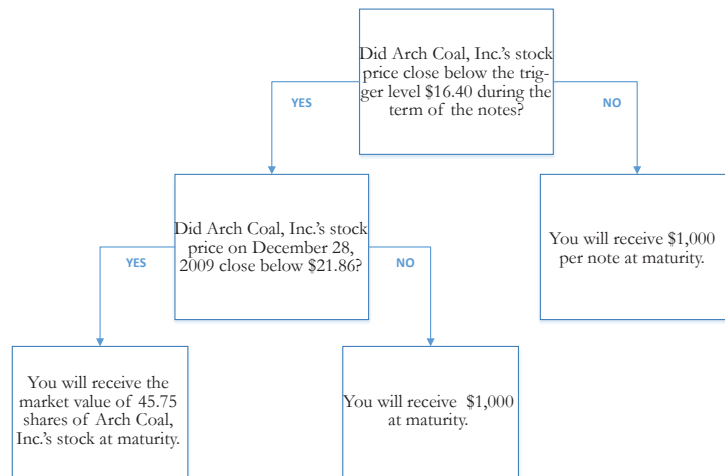 Did Arch Coal, Inc.'s stock
price close below the trig-
ger level $16.40 during the
term of the notes?
YES
NO
Did Arch Coal, Inc.'s stock
price on December 28,
2009 close below $21.86?
You will receive $1,000
per note at maturity.
YES
NO
You will receive the
market value of 45.75
shares of Arch Coal,
Inc.'s stock at maturity.
You will receive $1,000
at maturity.